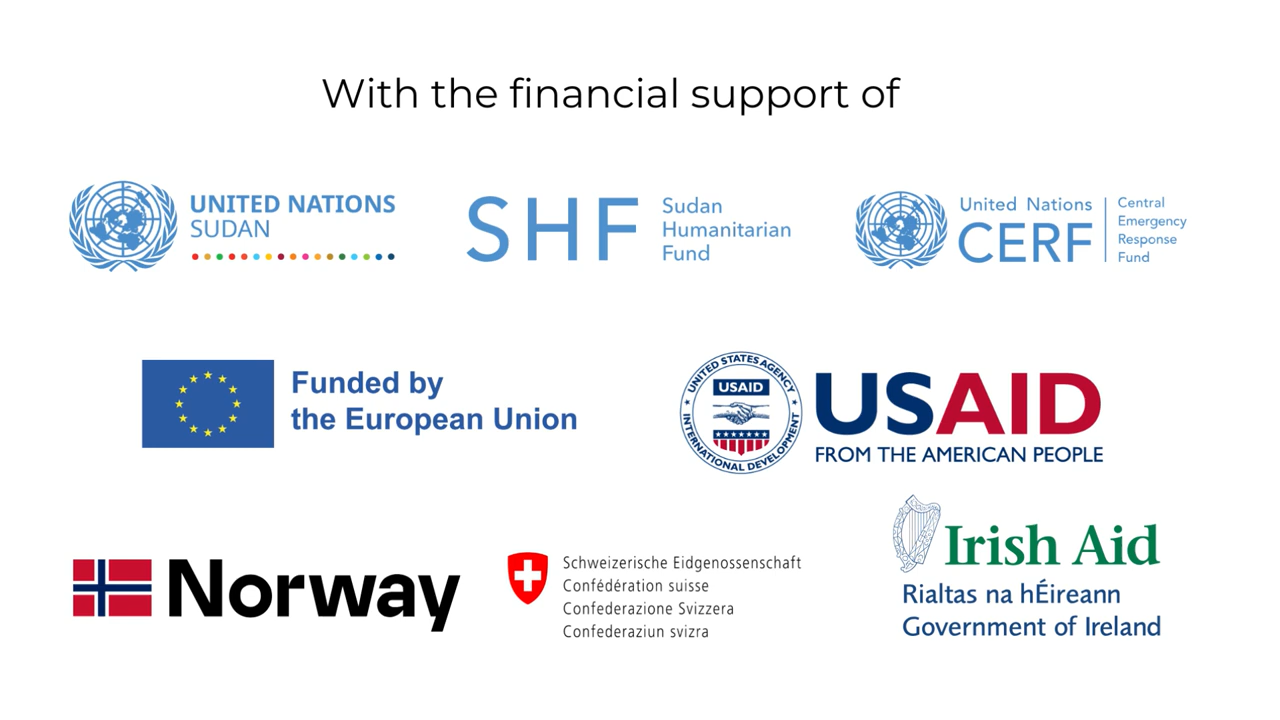 With the financial support of
UNITED NATIONS
SUDAN
SHF
Sudan
Humanitarian
Fund
United Nations
CERF
Central
Emergency
Response
Fund
Funded by
the European Union
UNITED STATES AGENCY
USAID
INTERNATIONAL DEVELOPMENT
USAID
FROM THE AMERICAN PEOPLE
Norway
Schweizerische Eidgenossenschaft
Confédération suisse
Confederazione Svizzera
Confederaziun svizra
Irish Aid
Rialtas na hÉireann
Government of Ireland